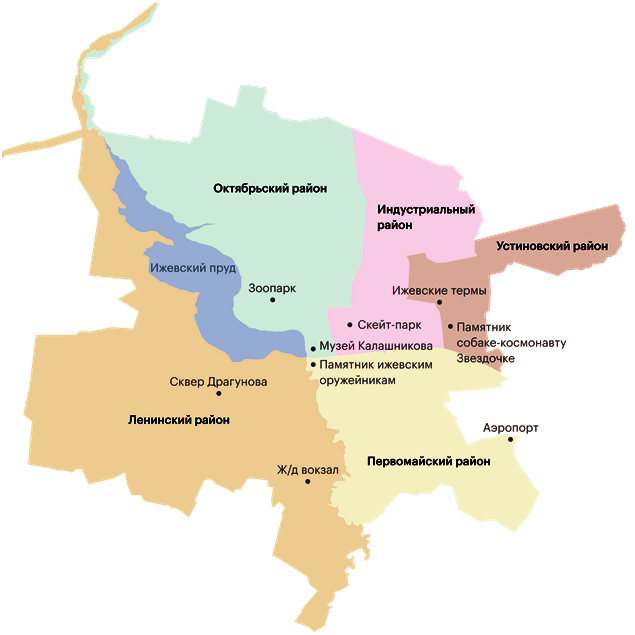 Октябрьский район
Индустриальный
район
Устиновский район
Ижевский пруд
Зоопарк
Ижевские термы
Скейт-парк
Памятник
собаке-космонавту
Звездочке
Музей Калашникова
Памятник ижевским
оружейникам
Сквер Драгунова
Ленинский район
Аэропорт
Первомайский район
Ж/д вокзал